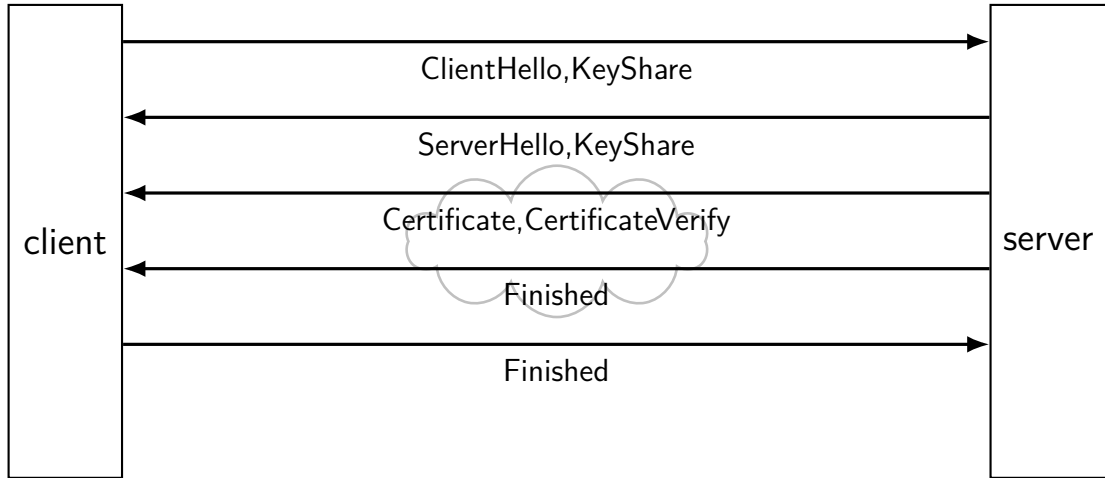 ClientHello,KeyShare
ServerHello,KeyShare
Certificate,CertificateVerify
client
server
Finished
Finished